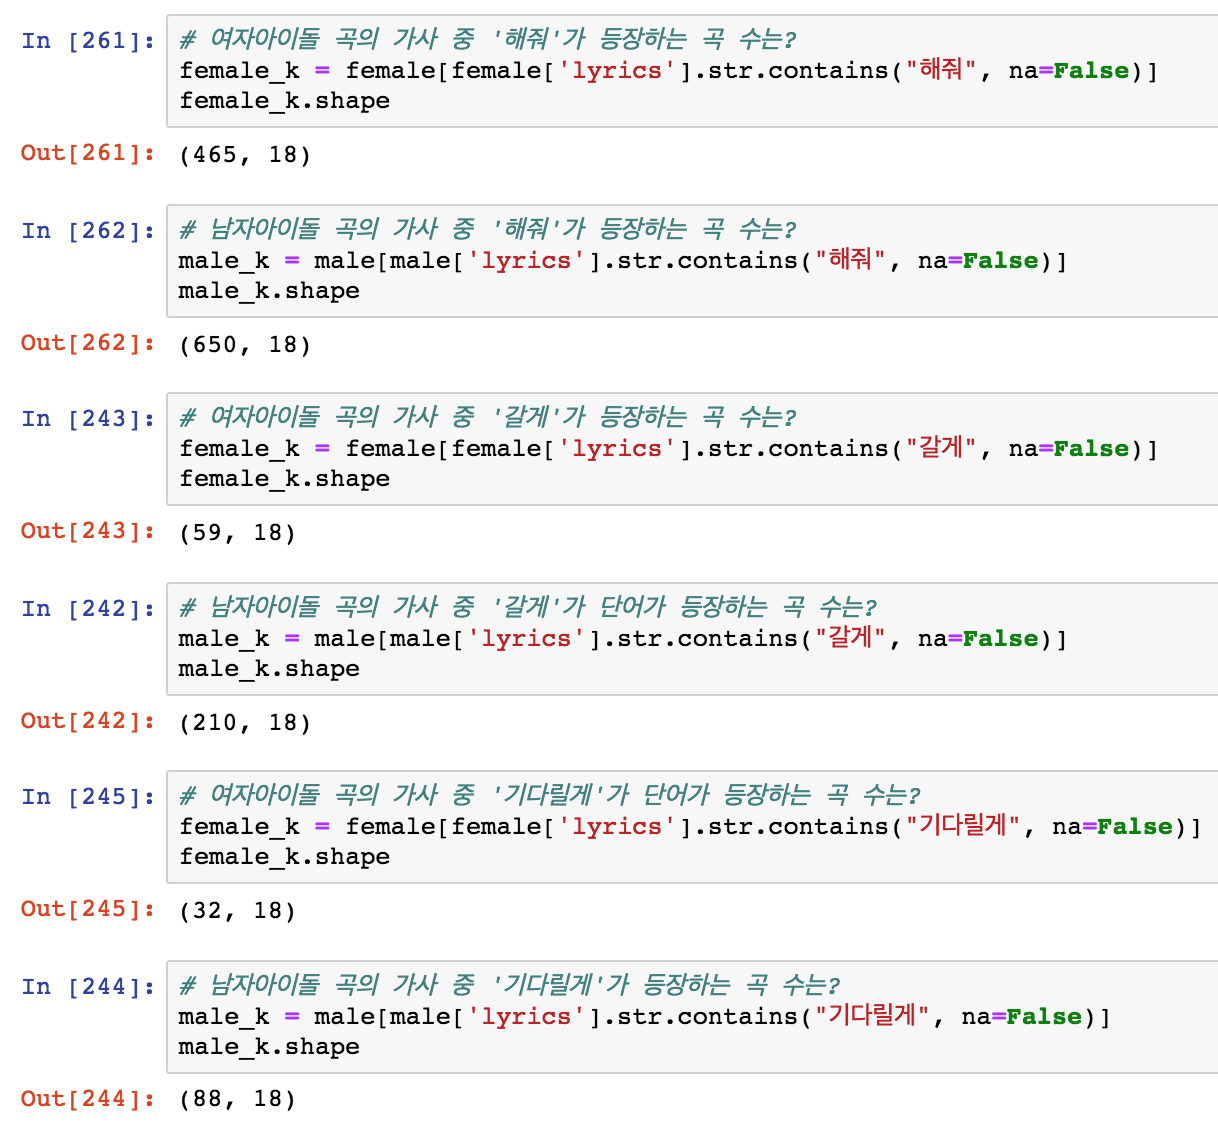 In [261]: # 여자아이돌 곡의 가사 중 '해줘'가 등장하는 곡 수는?
female_k = female[female['lyrics'].str.contains("해줘", na=False)]
female_k.shape
Out[261]: (465, 18)
In [262]: # 남자아이돌 곡의 가사 중 '해줘'가 등장하는 곡 수는?
male_k = male[male['lyrics'].str.contains("해줘", na=False)]
male_k.shape
Out[262]: (650, 18)
In [243]: # 여자아이돌 곡의 가사 중 '갈게'가 등장하는 곡 수는?
female_k = female[female['lyrics'].str.contains("갈게", na=False)]
female_k.shape
Out[243]: (59, 18)
In [242]: # 남자아이돌 곡의 가사 중 '갈게'가 단어가 등장하는 곡 수는?
male_k = male[male['lyrics'].str.contains("갈게", na=False)]
male_k.shape
Out[242]: (210, 18)
In [245]: # 여자아이돌 곡의 가사 중 '기다릴게'가 단어가 등장하는 곡 수는?
female_k = female[female['lyrics'].str.contains("기다릴게", na=False)]
female_k.shape
Out[245]: (32, 18)
In [244]: # 남자아이돌 곡의 가사 중 '기다릴게'가 등장하는 곡 수는?
male_k = male[male['lyrics'].str.contains("기다릴게", na=False)]
male_k.shape
Out[244]: (88, 18)